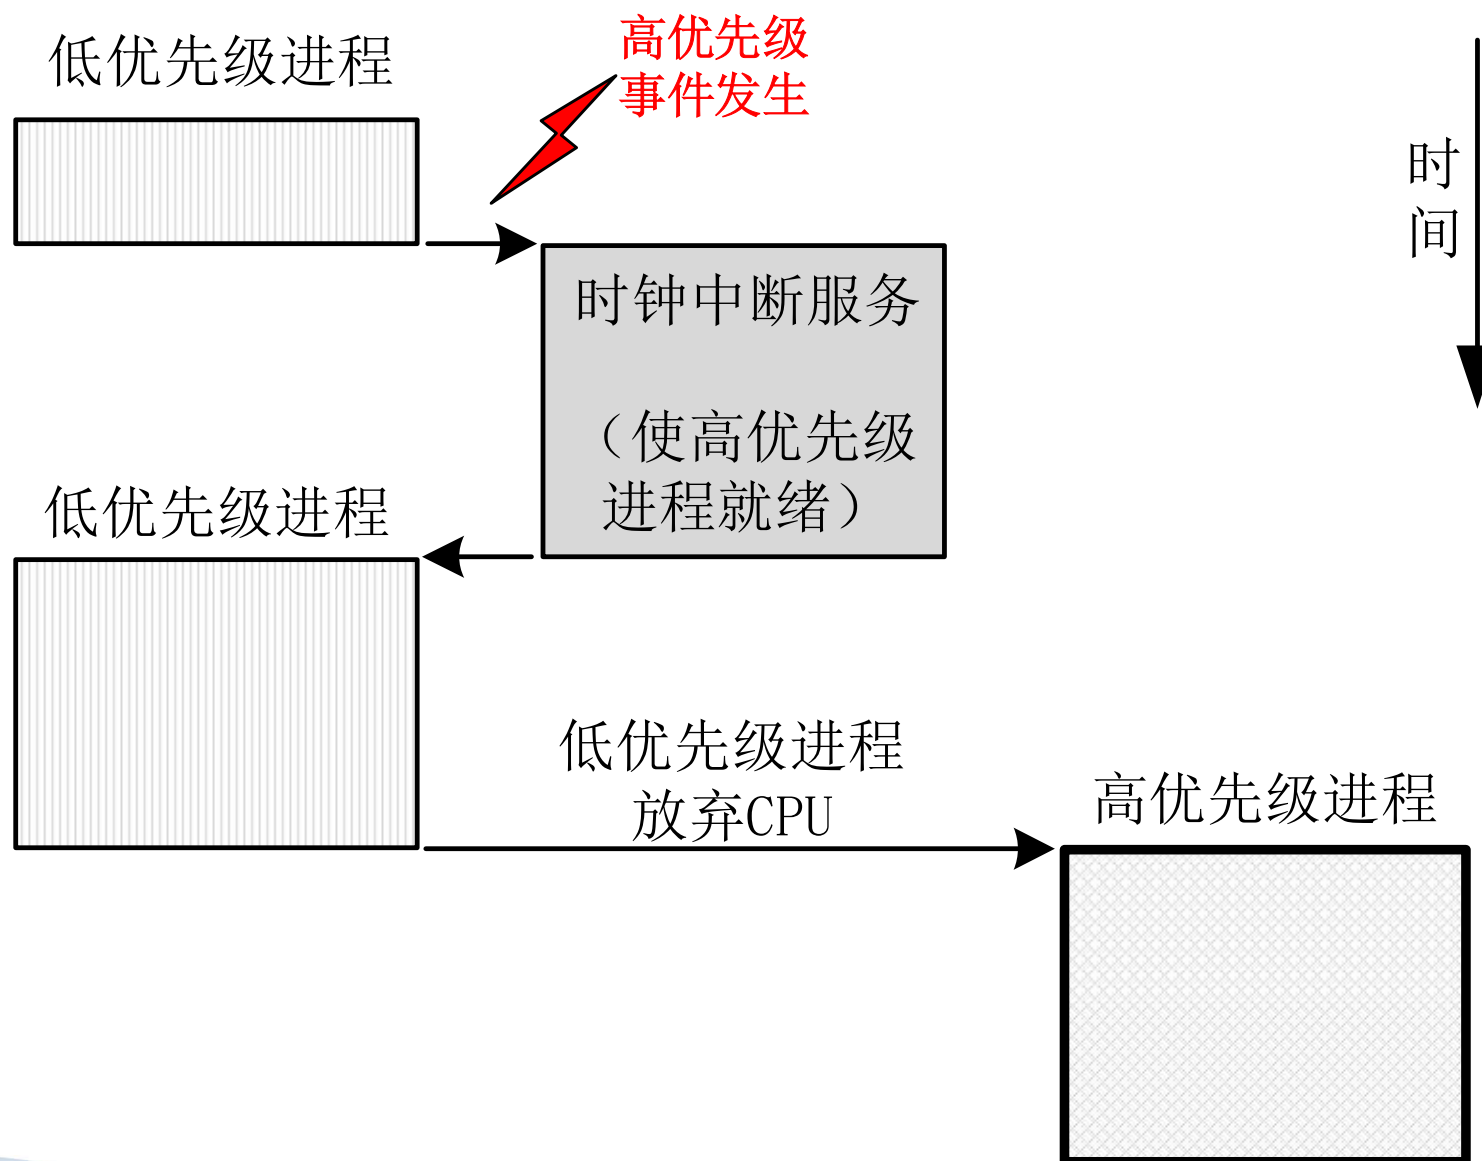 低优先级进程
高优先级
事件发生
时
间
时钟中断服务
（使高优先级
进程就绪）
低优先级进程
低优先级进程
放弃CPU
高优先级进程